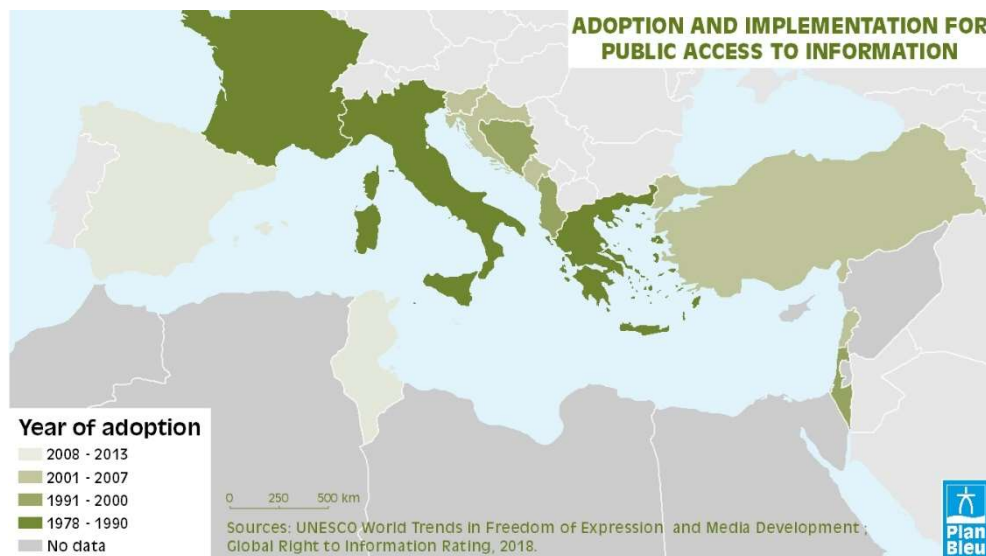 ADOPTION AND IMPLEMENTATION FOR
PUBLIC ACCESS TO INFORMATION
Year of adoption
2008 - 2013
2001 - 2007
1991 - 2000
1978 - 1990
No data
0 250 500 km
Sources: UNESCO World Trends in Freedom of Expression and Media Development ;
Global Right to Information Rating, 2018.
Plan
Bleu